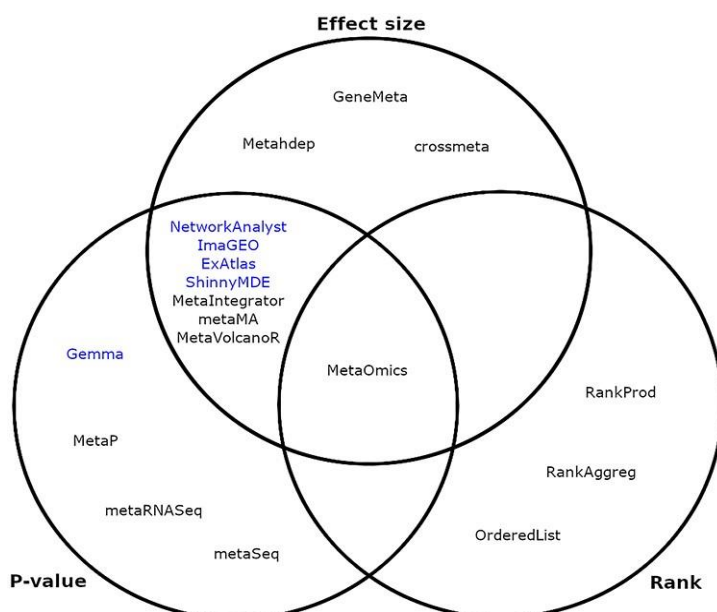 Effect size
GeneMeta
Metahdep
crossmeta
NetworkAnalyst
ImaGEO
ExAtlas
ShinnyMDE
MetaIntegrator
metaMA
MetaVolcanoR
Gemma
MetaOmics
RankProd
MetaP
RankAggreg
metaRNASeq
OrderedList
metaSeq
P-value
Rank